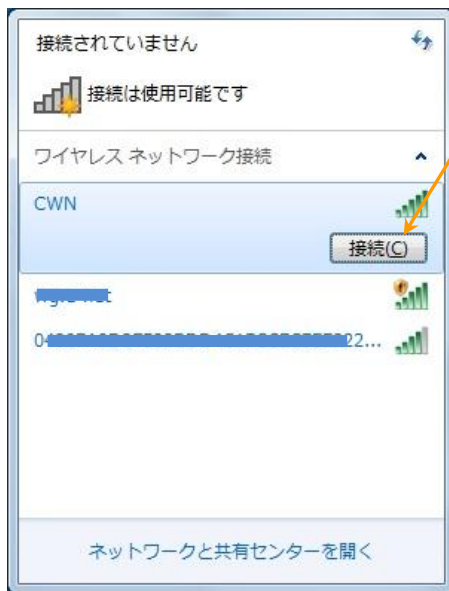 接続されていません
接続は使用可能です
ワイヤレス ネットワーク接続
CWN
接続(C)
ネットワークと共有センターを開く